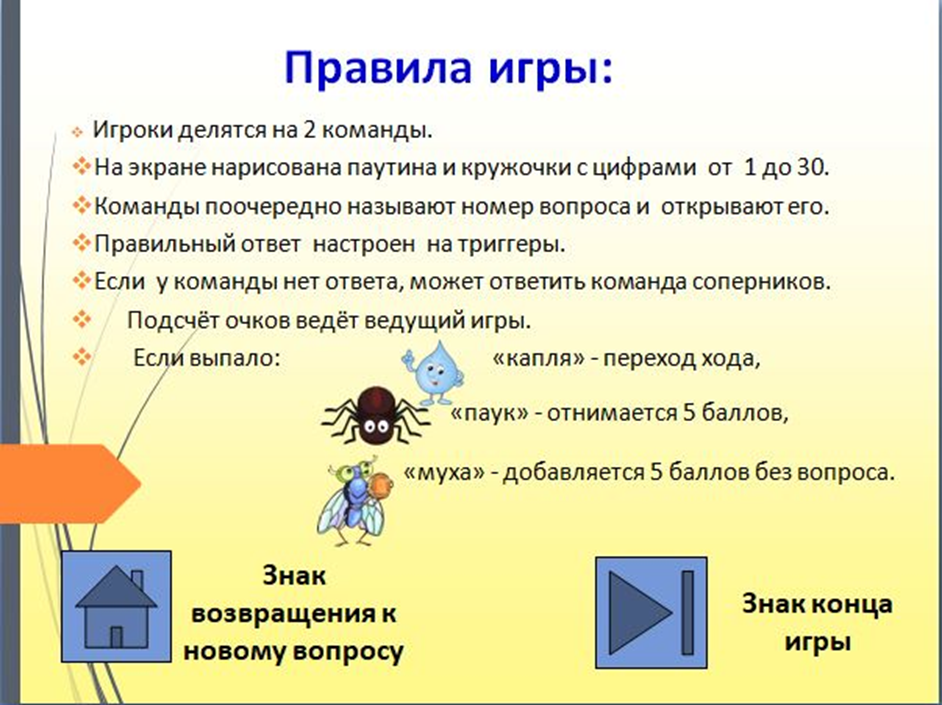 Правила игры:
Игроки делятся на 2 команды.
На экране нарисована паутина и кружочки с цифрами от 1 до 30.
Команды поочередно называют номер вопроса и открывают его.
Правильный ответ настроен на триггеры.
Если у команды нет ответа, может ответить команда соперников.
Подсчёт очков ведёт ведущий игры.
Если выпало: «капля» - переход хода,
«паук» - отнимается 5 баллов,
«муха» - добавляется 5 баллов без вопроса.
Знак
возвращения к
новому вопросу
Знак конца
игры